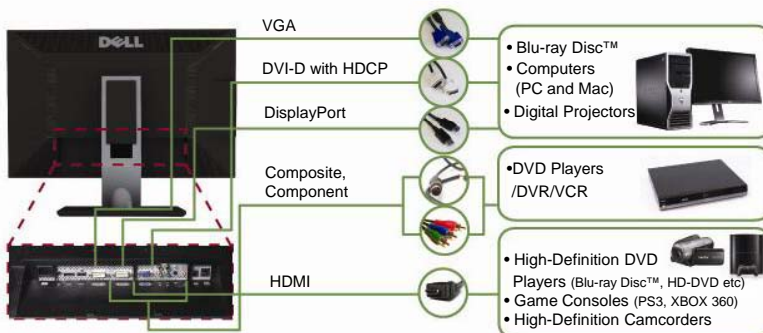 DELL
VGA
DVI-D with HDCP
DisplayPort
Composite,
Component
HDMI
• Blu-ray Disc™
• Computers
(PC and Mac)
• Digital Projectors
•DVD Players
/DVR/VCR
• High-Definition DVD
Players (Blu-ray Disc™, HD-DVD etc)
• Game Consoles (PS3, XBOX 360)
• High-Definition Camcorders